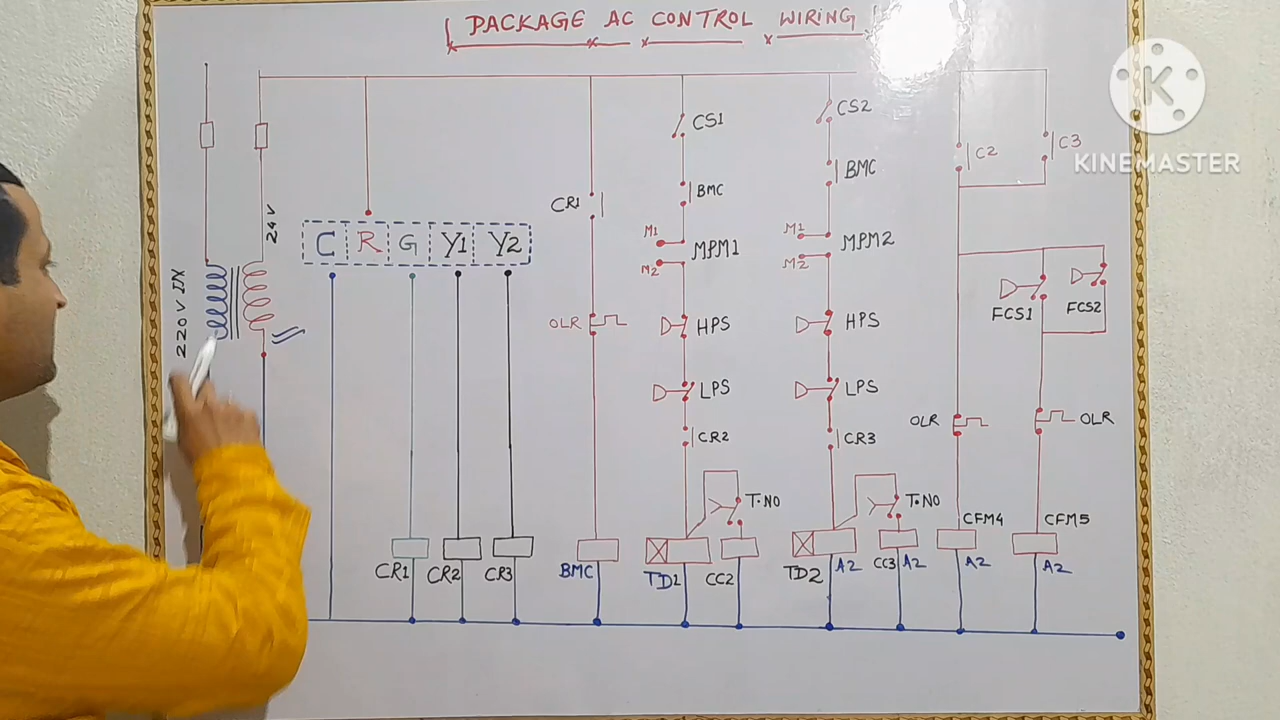 PACKAGE AC CONTROL WIRING
K
KINEMASTER
220V IN
24V
C R G Y1 Y2
CR1
CR2
CR3
CR1
OLR
BMC
CS1
BMC
M1
M2
MPM1
HPS
LPS
CR2
T.NO
TD1
CC2
CS2
BMC
M1
M2
MPM2
HPS
LPS
CR3
T.NO
TD2
A2
CC3
A2
C2
C3
FCS1
FCS2
OLR
OLR
CFM4
A2
CFM5
A2